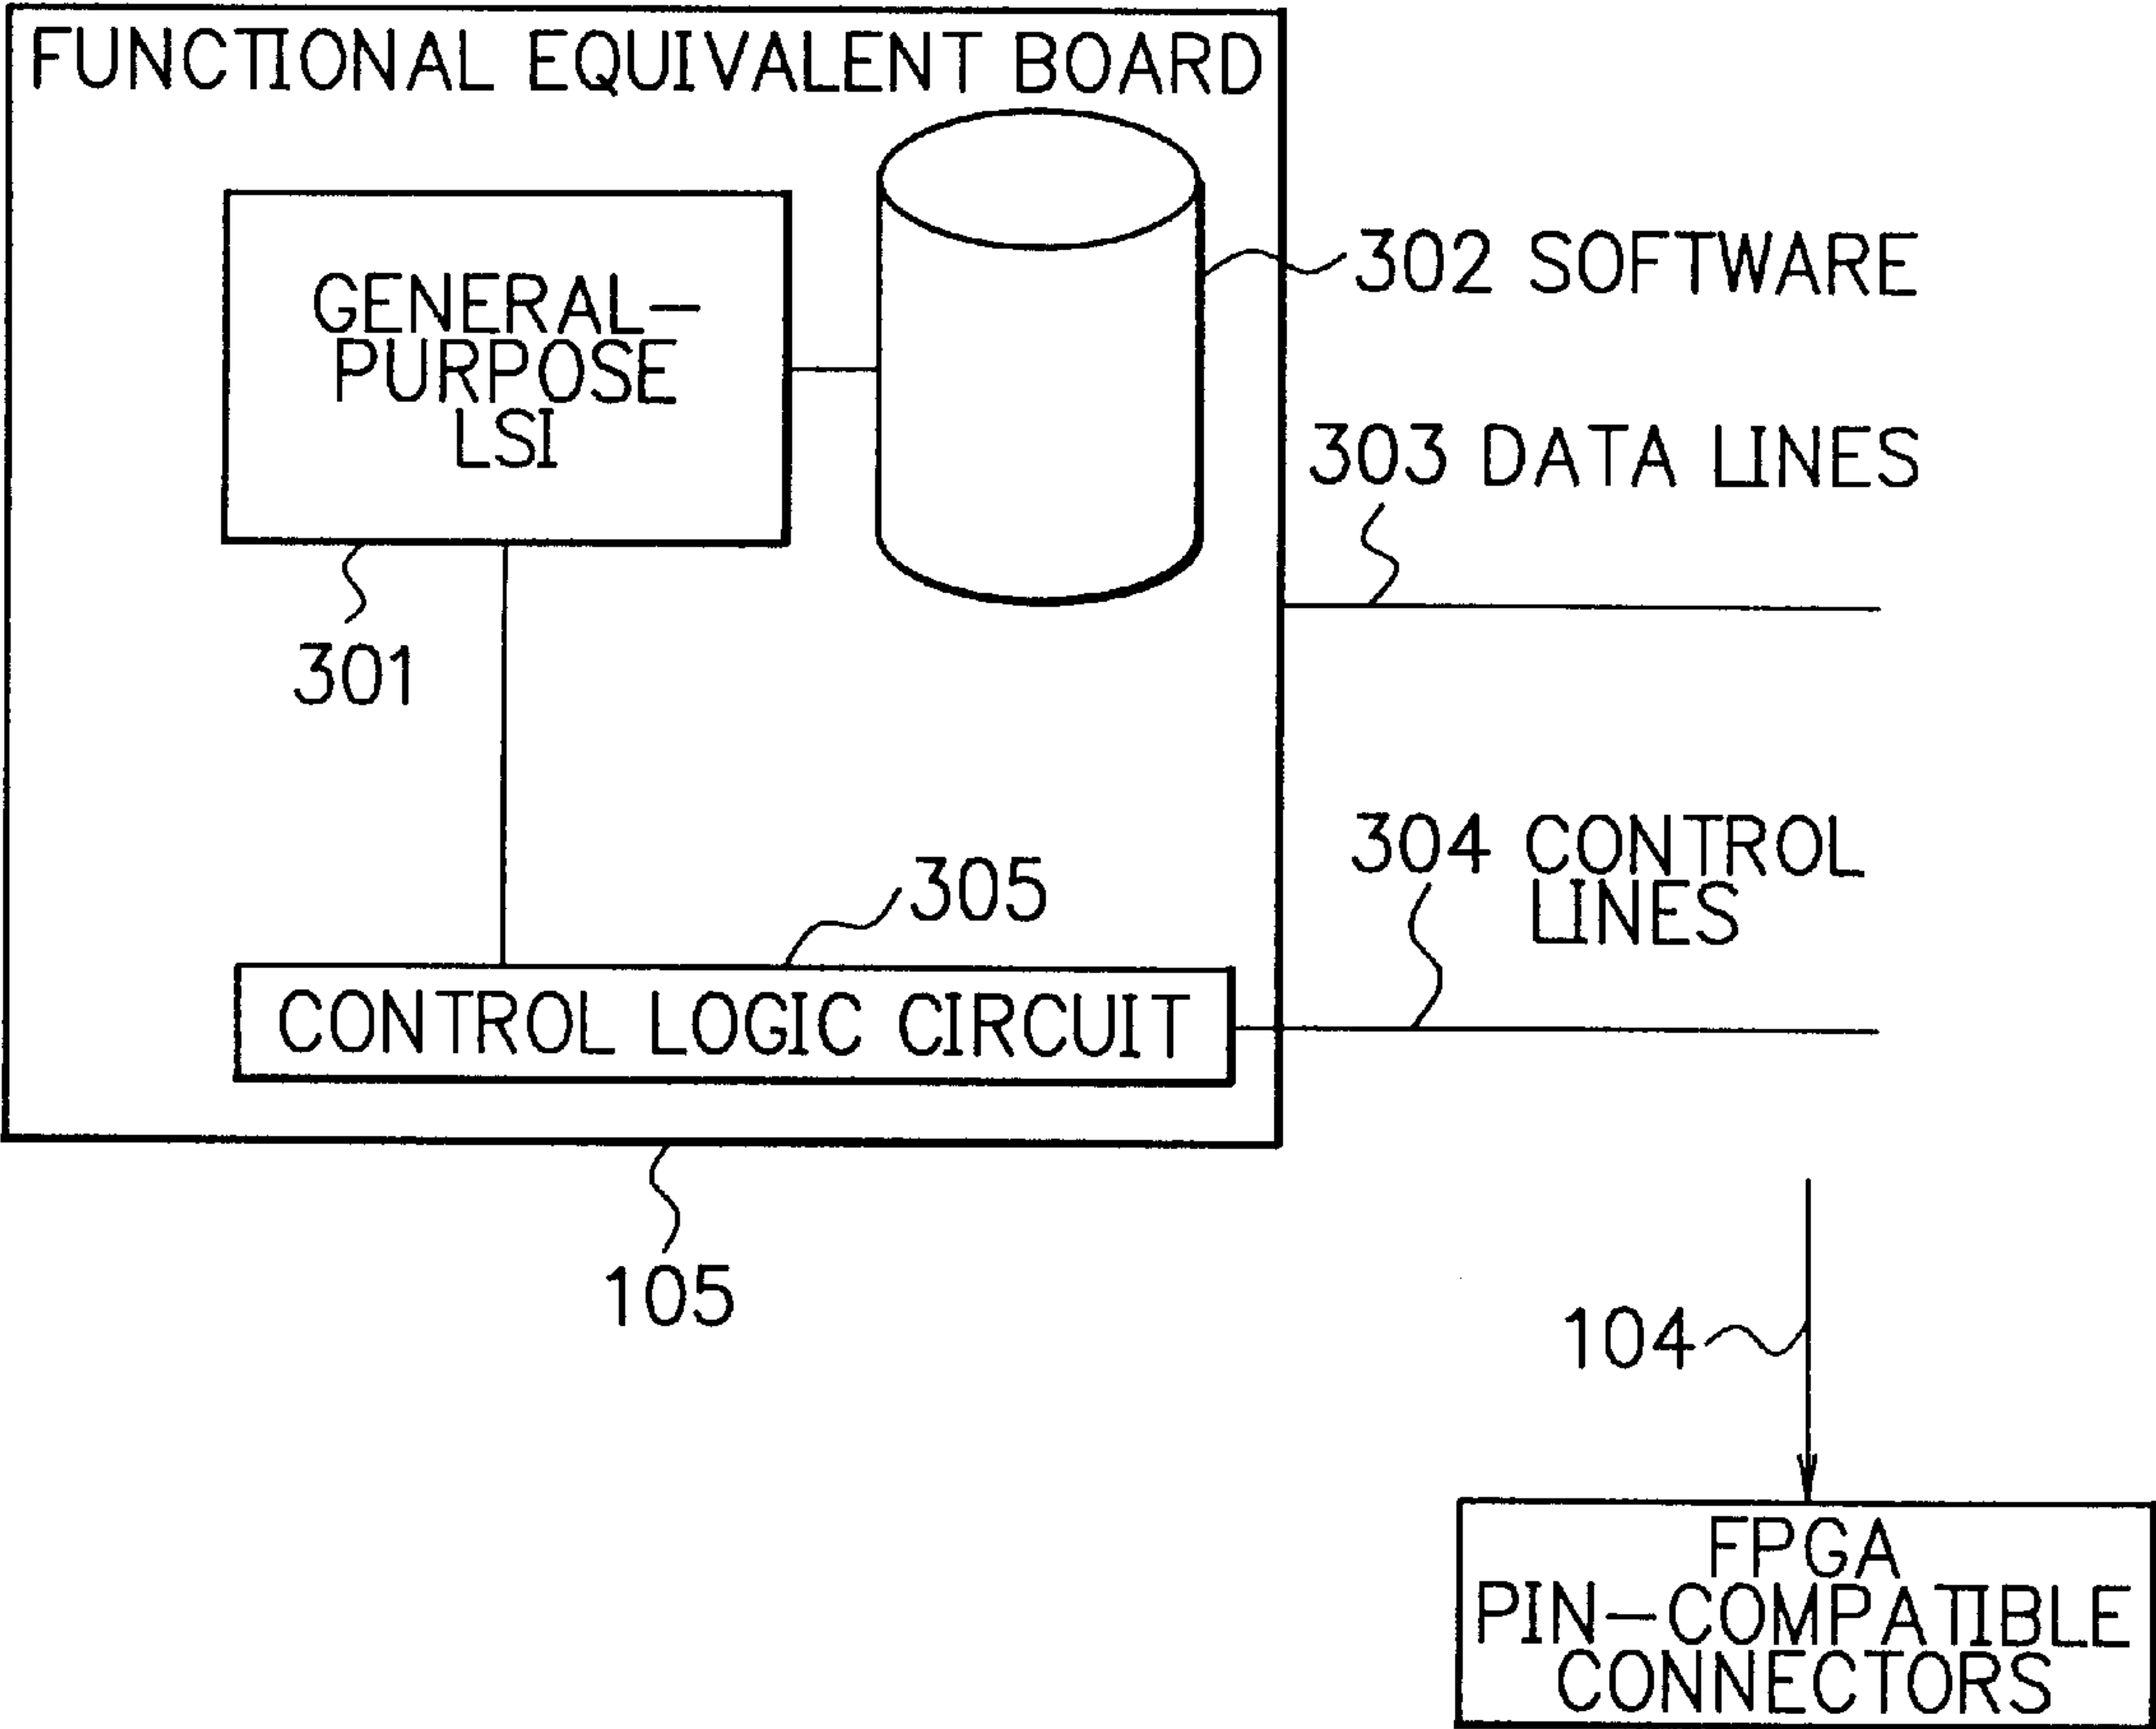 FUNCTIONAL EQUIVALENT BOARD
GENERAL-
PURPOSE
LSI
301
302 SOFTWARE
303 DATA LINES
304 CONTROL
LINES
305
CONTROL LOGIC CIRCUIT
105
104
FPGA
PIN-COMPATIBLE
CONNECTORS